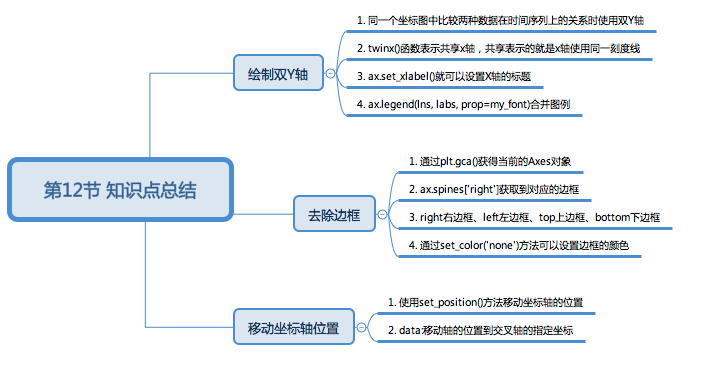 第12节 知识点总结
绘制双Y轴
1. 同一个坐标图中比较两种数据在时间序列上的关系时使用双Y轴
2. twinx()函数表示共享x轴，共享表示的就是x轴使用同一刻度线
3. ax.set_xlabel()就可以设置X轴的标题
4. ax.legend(lns, labs, prop=my_font)合并图例
去除边框
1. 通过plt.gca()获得当前的Axes对象
2. ax.spines['right']获取到对应的边框
3. right右边框、left左边框、top上边框、bottom下边框
4. 通过set_color('none')方法可以设置边框的颜色
移动坐标轴位置
1. 使用set_position()方法移动坐标轴的位置
2. data:移动轴的位置到交叉轴的指定坐标